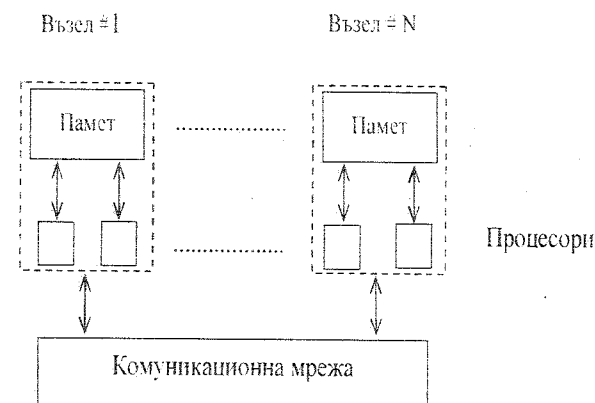 Възел #1
Възел # N
Памет
Памет
Процесори
Комуникационна мрежа